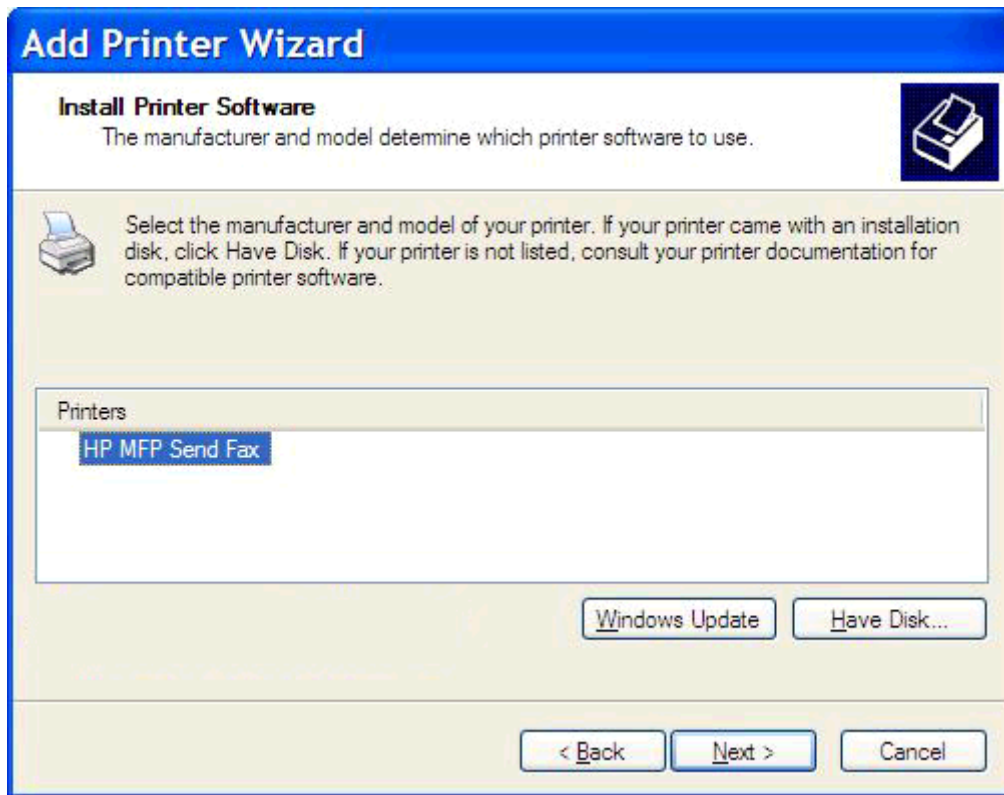 Add Printer Wizard
Install Printer Software
The manufacturer and model determine which printer software to use.
Select the manufacturer and model of your printer. If your printer came with an installation
disk, click Have Disk. If your printer is not listed, consult your printer documentation for
compatible printer software.
Printers
HP MFP Send Fax
Windows Update
Have Disk...
< Back
Next >
Cancel